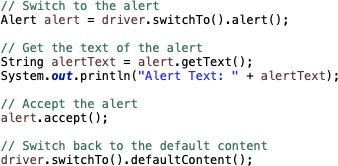 // Switch to the alert
Alert alert = driver.switchTo().alert();
// Get the text of the alert
String alertText = alert.getText();
System.out.println("Alert Text: " + alertText);
// Accept the alert
alert.accept();
// Switch back to the default content
driver.switchTo().defaultContent();